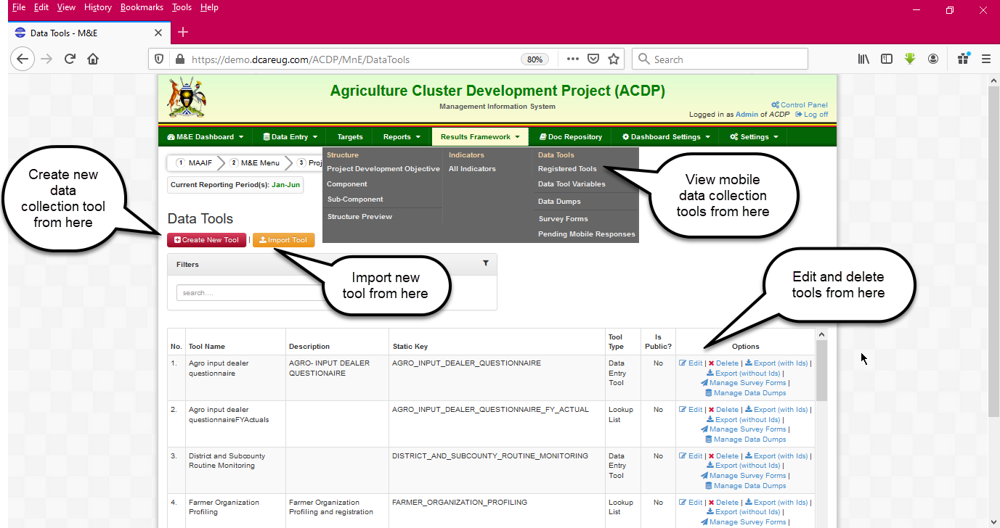 File Edit View History Bookmarks Tools Help
Data Tools - M&E
https://demo.dcareug.com/ACDP/MnE/DataTools
80%
Search
Agriculture Cluster Development Project (ACDP)
Management Information System
Control Panel
Logged in as Admin of ACDP Log off
M&E Dashboard Data Entry Targets Reports Results Framework Doc Repository Dashboard Settings Settings
1 MAAIF 2 M&E Menu 3 Proj
Current Reporting Period(s): Jan-Jun
Structure
Project Development Objective
Component
Sub-Component
Structure Preview
Indicators
All Indicators
Data Tools
Registered Tools
Data Tool Variables
Data Dumps
Survey Forms
Pending Mobile Responses
Create new
data
collection tool
from here
View mobile
data collection
tools from here
Data Tools
Create New Tool | Import Tool
Filters
search....
Import new
tool from here
Edit and delete
tools from here
No. Tool Name Description Static Key Tool Type Is Public? Options
1. Agro input dealer questionnaire AGRO- INPUT DEALER QUESTIONAIRE AGRO_INPUT_DEALER_QUESTIONNAIRE Data Entry Tool No Edit | Delete | Export (with Ids) |
Export (without Ids) |
Manage Survey Forms |
Manage Data Dumps
2. Agro input dealer questionnaireFYActuals AGRO_INPUT_DEALER_QUESTIONNAIRE_FY_ACTUAL Lookup List No Edit | Delete | Export (with Ids) |
Export (without Ids) |
Manage Survey Forms |
Manage Data Dumps
3. District and Subcounty Routine Monitoring DISTRICT_AND_SUBCOUNTY_ROUTINE_MONITORING Data Entry Tool No Edit | Delete | Export (with Ids) |
Export (without Ids) |
Manage Survey Forms |
Manage Data Dumps
4. Farmer Organization Profiling Farmer Organization Profiling and registration FARMER_ORGANIZATION_PROFILING Lookup List No Edit | Delete | Export (with Ids) |
Export (without Ids) |
Manage Survey Forms |